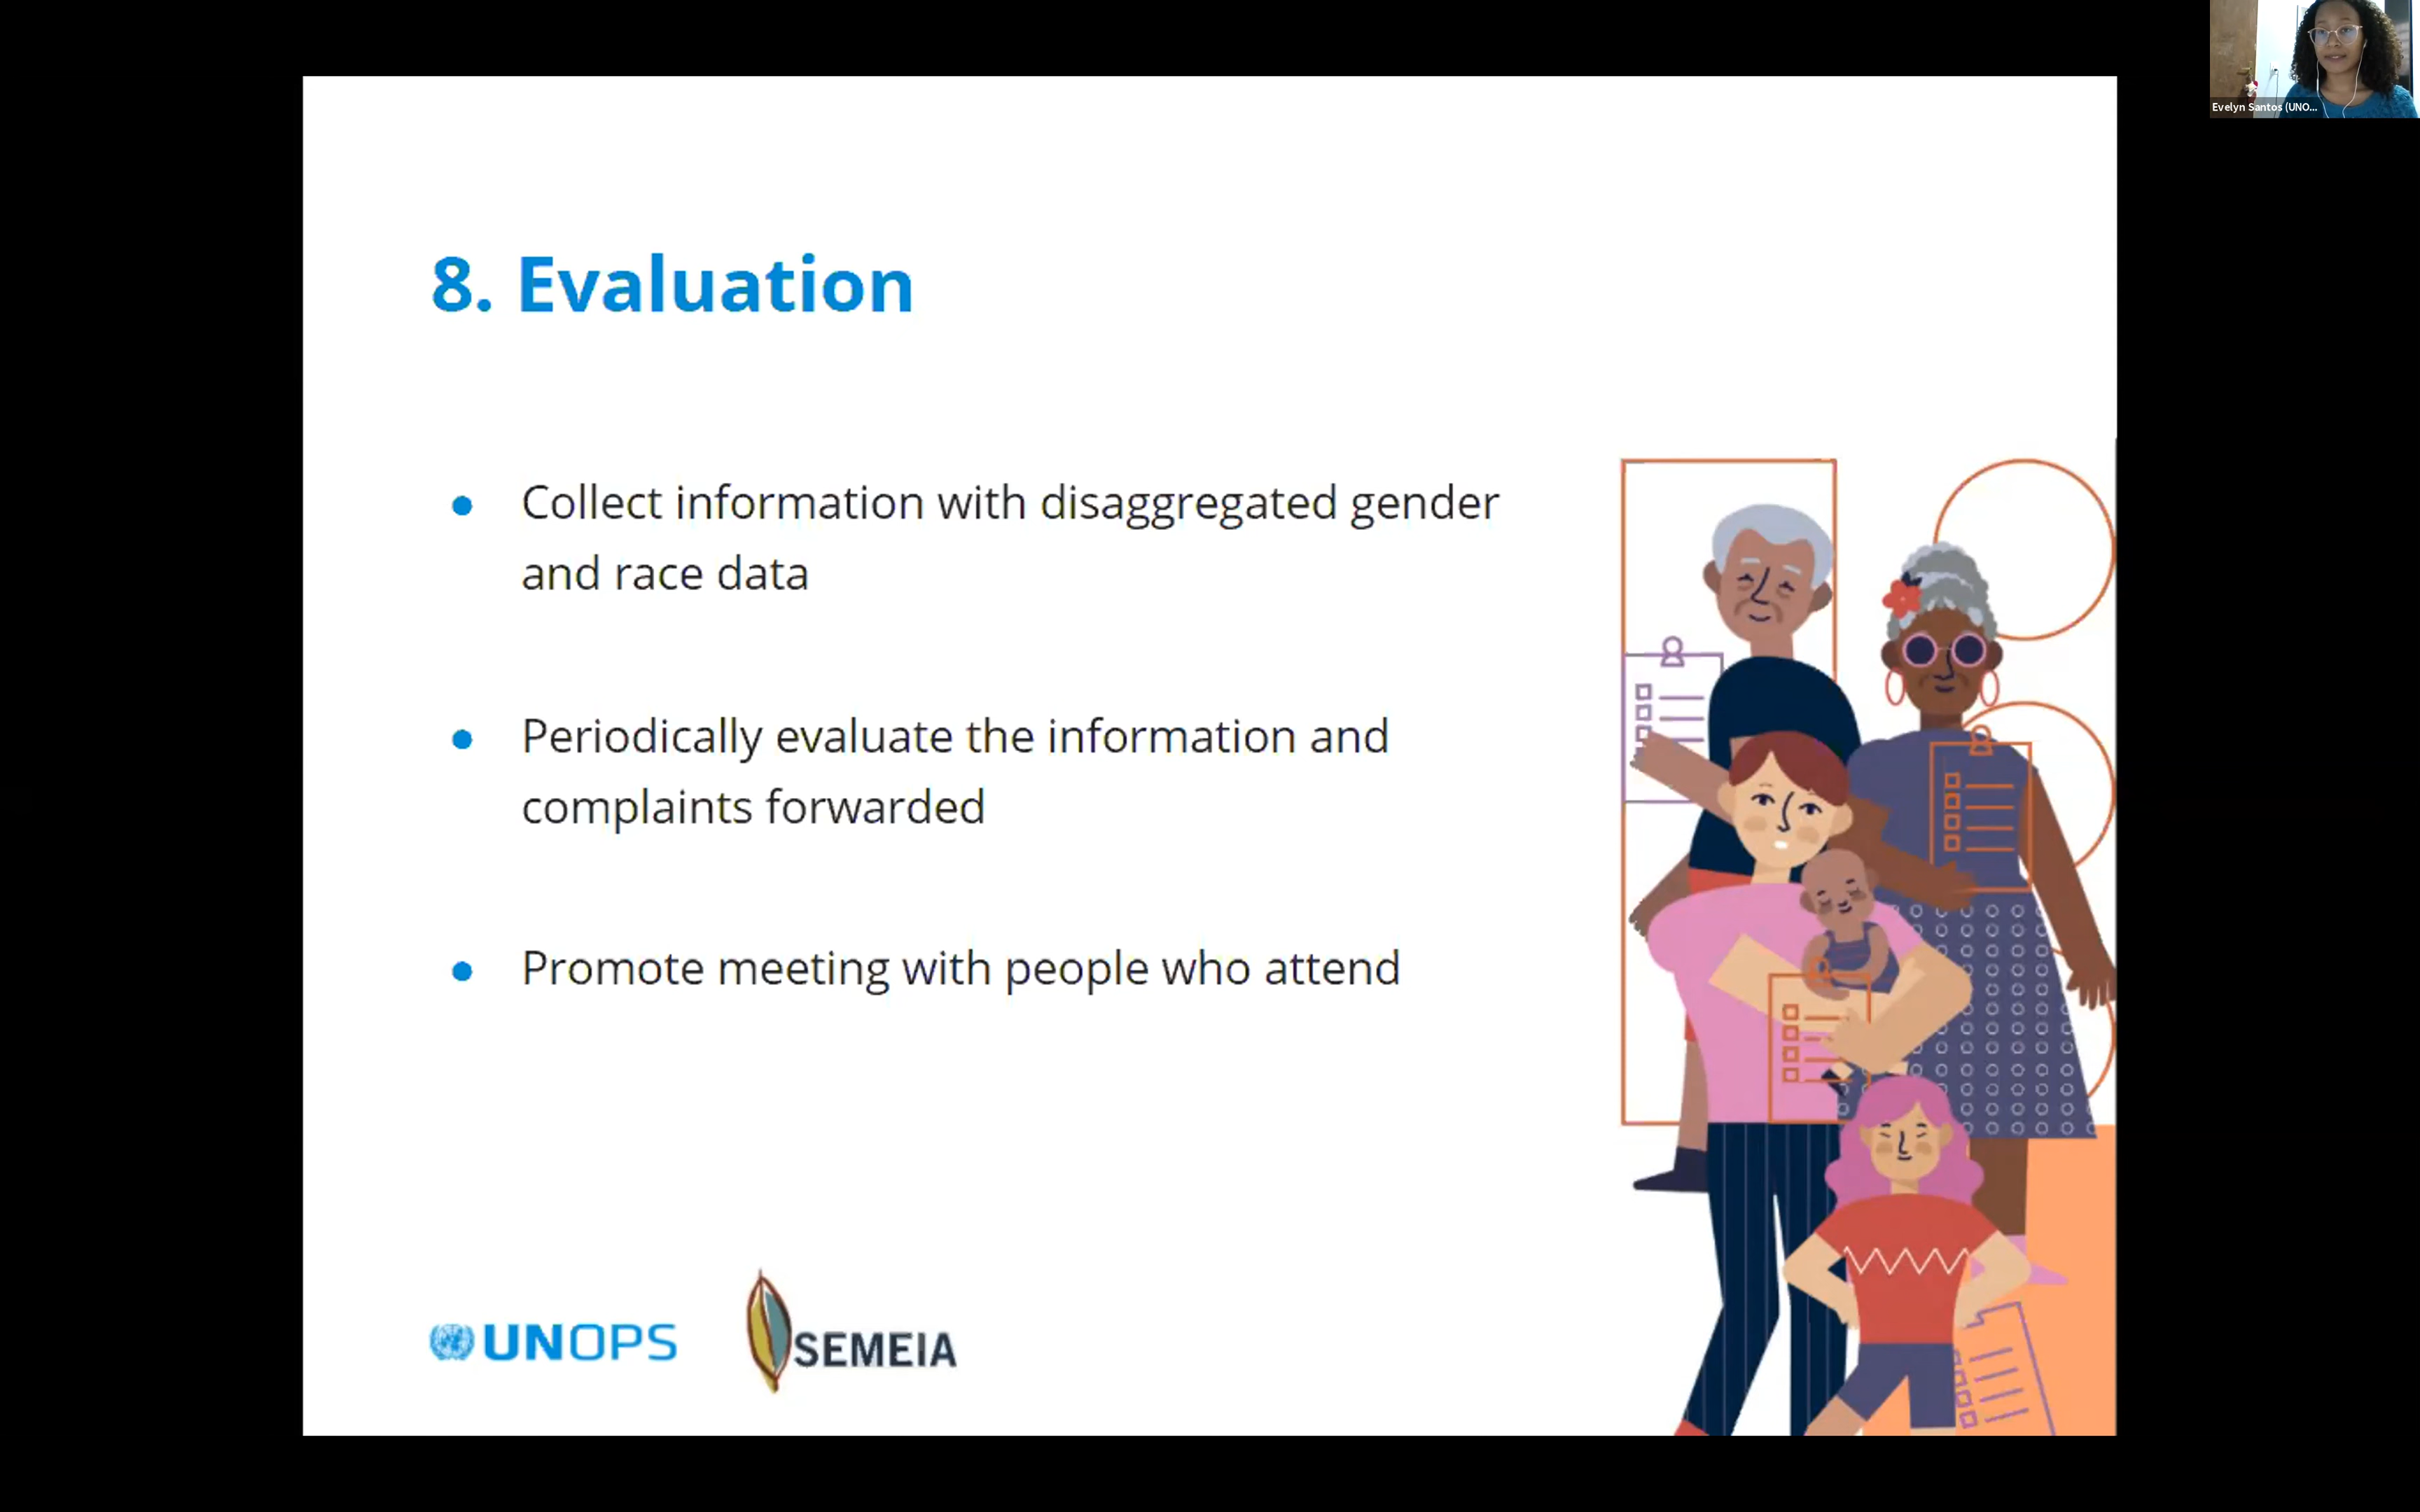 Evelyn Santos (UNO...
8. Evaluation
● Collect information with disaggregated gender
and race data
● Periodically evaluate the information and
complaints forwarded
● Promote meeting with people who attend
UNOPS
SEMEIA